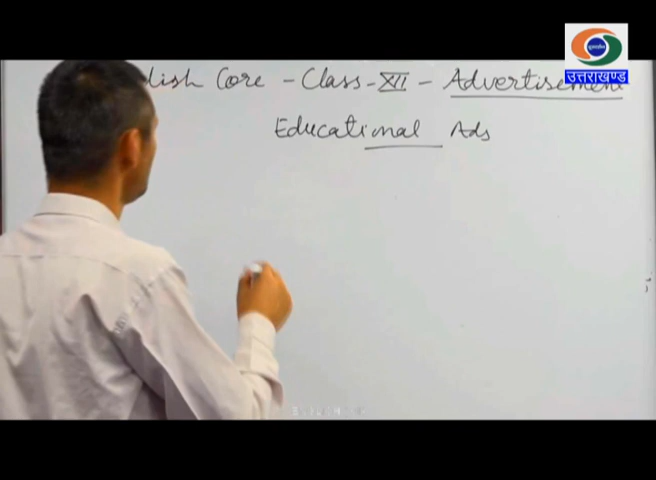 उत्तराखण्ड
lish Core - Class - XII - Advertisement
Educational Ads